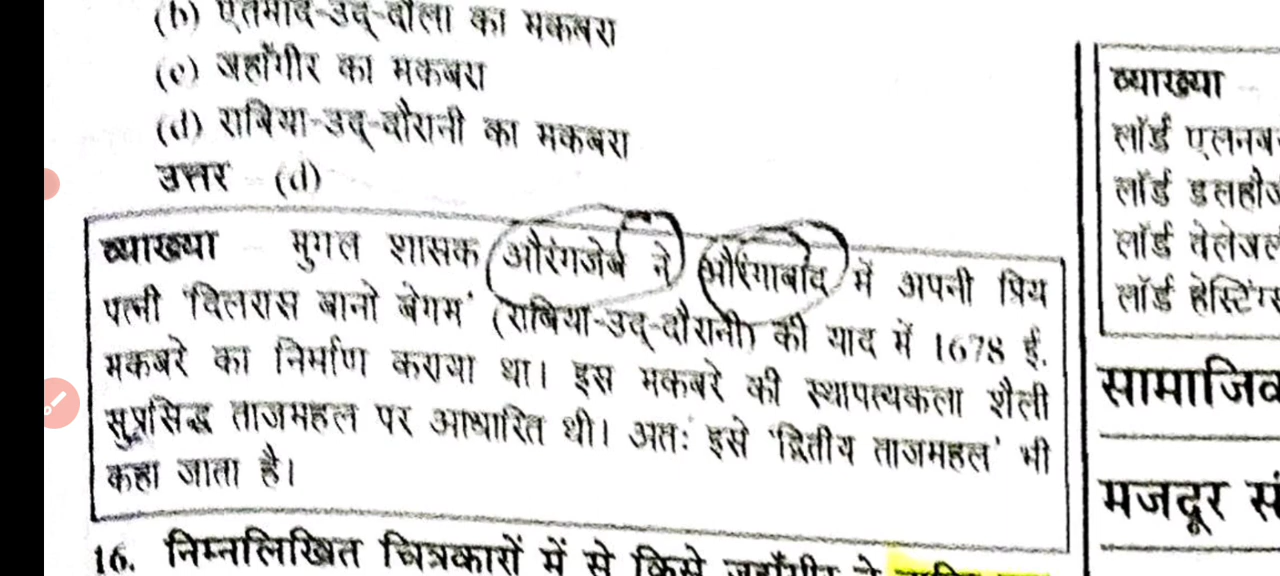 (b) एतमाद-उद्-दौला का मकबरा
(c) जहाँगीर का मकबरा
(d) राबिया-उद्-दौरानी का मकबरा
उत्तर (d)
व्याख्या मुगल शासक औरंगजेब ने औरंगाबाद में अपनी प्रिय
पत्नी 'दिलरास बानो बेगम' (राबिया-उद्-दौरानी) की याद में 1678 ई.
मकबरे का निर्माण कराया था। इस मकबरे की स्थापत्यकला शैली
सुप्रसिद्ध ताजमहल पर आधारित थी। अतः इसे 'द्वितीय ताजमहल' भी
कहा जाता है।
16. निम्नलिखित चित्रकारों में से किसे जहाँगीर ने
व्याख्या
लॉर्ड एलनब
लॉर्ड डलहौज
लॉर्ड वेलेजल
लॉर्ड हेस्टिंग्स
सामाजिक
मजदूर सं